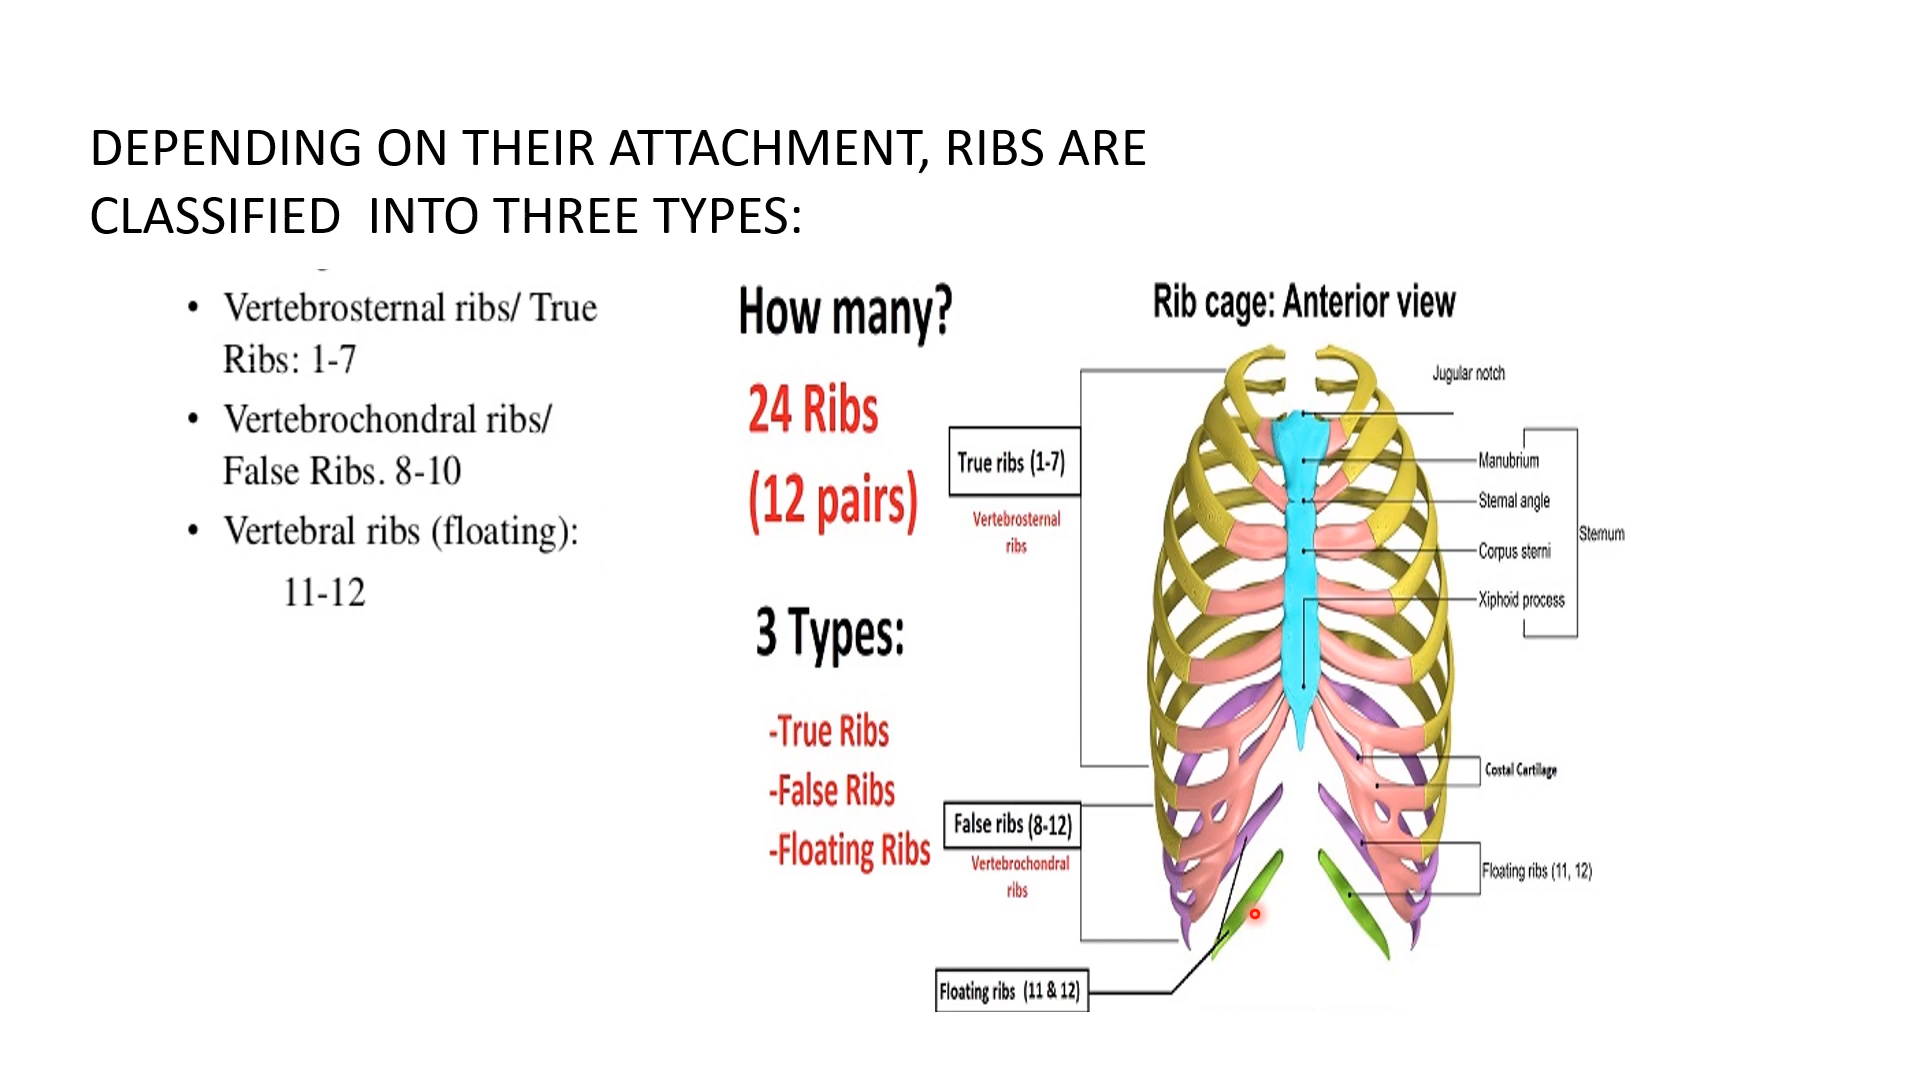 DEPENDING ON THEIR ATTACHMENT, RIBS ARE
CLASSIFIED  INTO THREE TYPES:
• Vertebrosternal ribs/ True
Ribs: 1-7
• Vertebrochondral ribs/
False Ribs. 8-10
• Vertebral ribs (floating):
11-12
How many?
24 Ribs
(12 pairs)
3 Types:
-True Ribs
-False Ribs
-Floating Ribs
Rib cage: Anterior view
True ribs (1-7)
Vertebrosternal
ribs
False ribs (8-12)
Vertebrochondral
ribs
Floating ribs (11 & 12)
Jugular notch
Manubrium
Sternal angle
Sternum
Corpus sterni
Xiphoid process
Costal Cartilage
Floating ribs (11, 12)